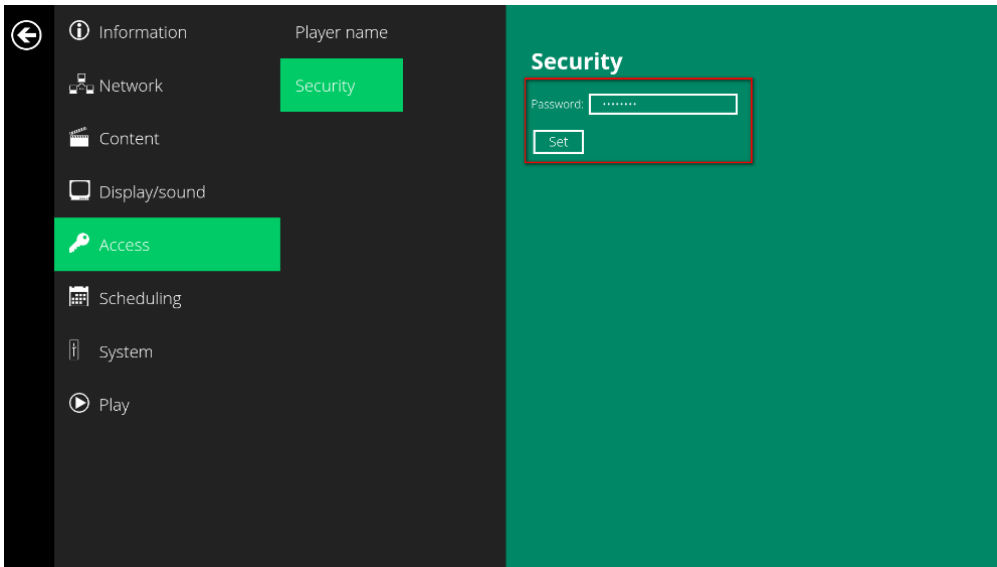 Information
Network
Content
Display/sound
Access
Scheduling
System
Play
Player name
Security
Security
Password: ········
Set